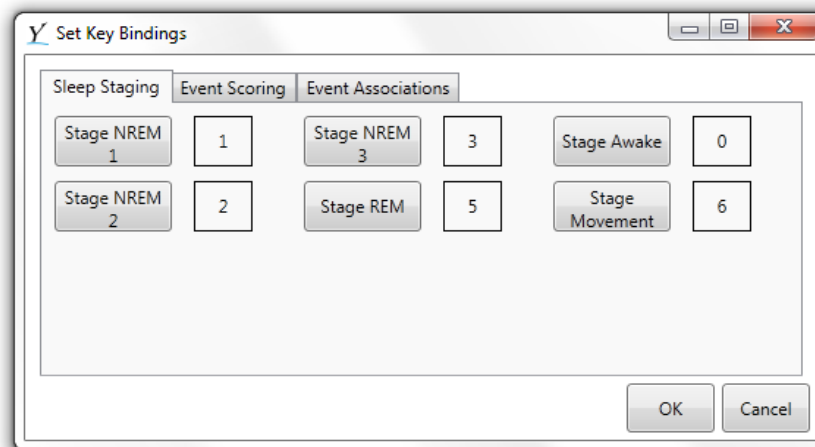 Y Set Key Bindings
Sleep Staging Event Scoring Event Associations
Stage NREM
1
1
Stage NREM
3
3
Stage Awake
0
Stage NREM
2
2
Stage REM
5
Stage
Movement
6
OK Cancel